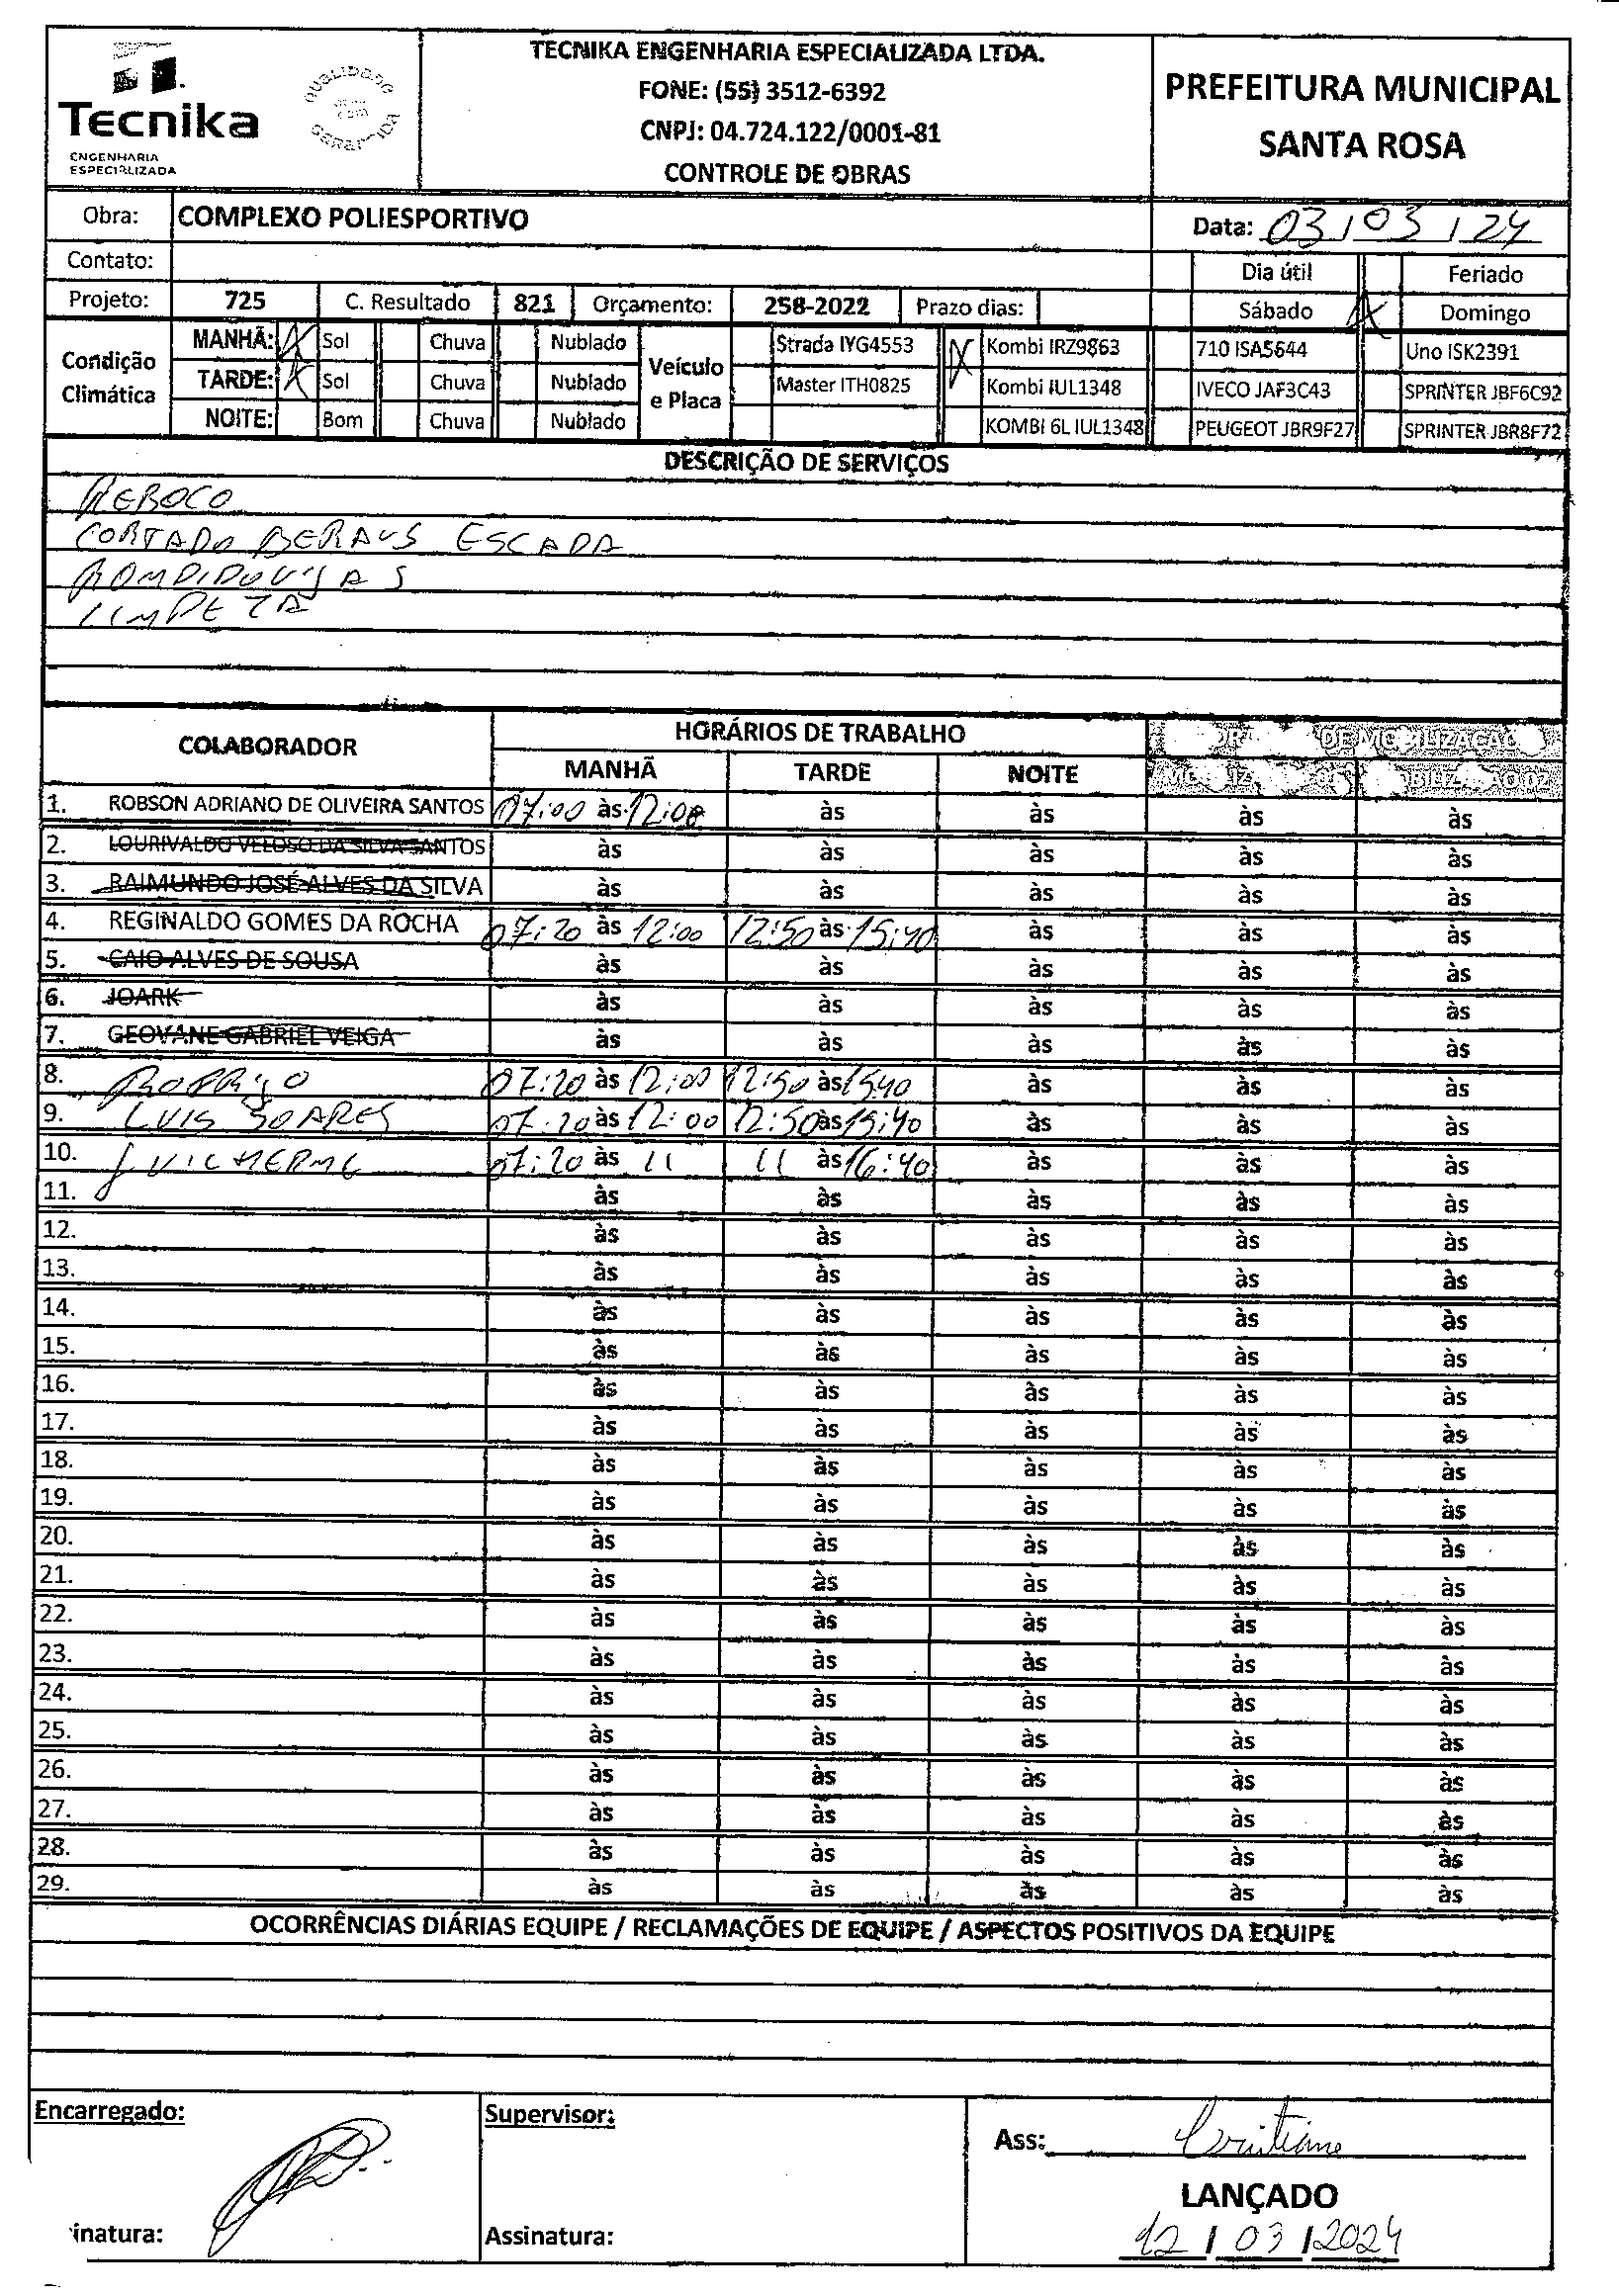 Tecnika
ENGENHARIA
ESPECIALIZADA
QUALIDADE
COM
GARANTIDA
TECNIKA ENGENHARIA ESPECIALIZADA LTDA.
FONE: (55) 3512-6392
CNPJ: 04.724.122/0001-81
CONTROLE DE OBRAS
PREFEITURA MUNICIPAL
SANTA ROSA
Obra: COMPLEXO POLIESPORTIVO
Data: 03/03/24
Contato:
Dia útil Feriado
Projeto: 725 C. Resultado 821 Orçamento: 258-2022 Prazo dias:
Sábado X Domingo
Condição Climática
MANHÃ: X Sol Chuva Nublado
TARDE: X Sol Chuva Nublado
NOITE: Bom Chuva Nublado
Veículo e Placa
Strada IYG4553 X Kombi IRZ9863 710 ISA5644 Uno ISK2391
Master ITH0825 Kombi IUL1348 IVECO JAF3C43 SPRINTER JBF6C92
KOMBI 6L IUL1348 PEUGEOT JBR9F27 SPRINTER JBR8F72
DESCRIÇÃO DE SERVIÇOS
REBOCO
CORTADO ESCADA
LIMPEZA
COLABORADOR
HORÁRIOS DE TRABALHO
DE MOBILIZAÇÃO
MANHÃ TARDE NOITE
1. ROBSON ADRIANO DE OLIVEIRA SANTOS 07:00 às 12:00 às às às às
2. LOURIVALDO VELOSO DA SILVA SANTOS às às às às às
3. RAIMUNDO JOSÉ ALVES DA SILVA às às às às às
4. REGINALDO GOMES DA ROCHA 07:20 às 12:00 12:50 às 15:40 às às às
5. CAIO ALVES DE SOUSA às às às às às
6. JOARK às às às às às
7. GEOVANE GABRIEL VEIGA às às às às às
8. RODRIGO 07:20 às 12:00 12:50 às 15:40 às às às
9. LUIS SOARES 07:20 às 12:00 12:50 às 15:40 às às às
10. GUILHERME 07:20 às 11 11 às 16:40 às às às
11. às às às às às
12. às às às às às
13. às às às às às
14. às às às às às
15. às às às às às
16. às às às às às
17. às às às às às
18. às às às às às
19. às às às às às
20. às às às às às
21. às às às às às
22. às às às às às
23. às às às às às
24. às às às às às
25. às às às às às
26. às às às às às
27. às às às às às
28. às às às às às
29. às às às às às
OCORRÊNCIAS DIÁRIAS EQUIPE / RECLAMAÇÕES DE EQUIPE / ASPECTOS POSITIVOS DA EQUIPE
Encarregado:
Supervisor:
Ass: Cristiane
LANÇADO
inatura:
Assinatura:
12/03/2024